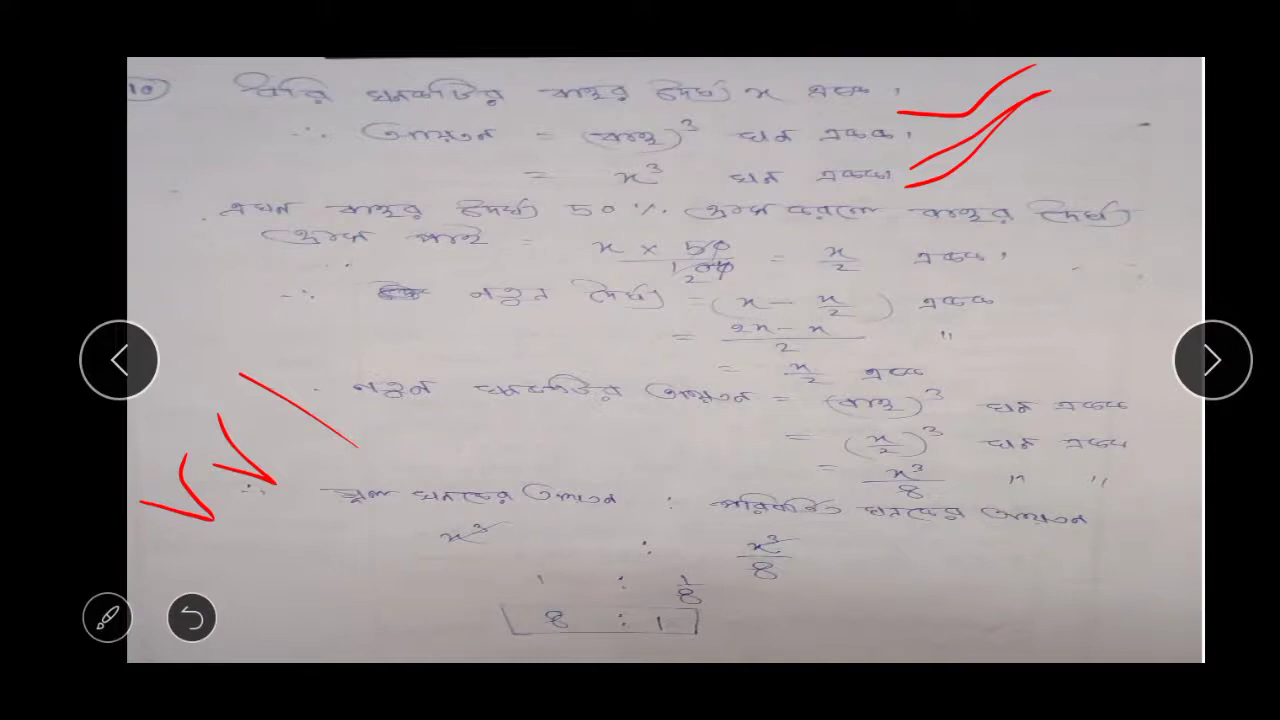 10) ধরি ঘনকটির বাহুর দৈর্ঘ্য x একক।
∴ আয়তন = (বাহু)³ ঘন একক।
= x³ ঘন একক।
এখন বাহুর দৈর্ঘ্য 50% হ্রাস করলে বাহুর দৈর্ঘ্য
হ্রাস পাই = x × 50/100 = x/2 একক।
∴ নতুন দৈর্ঘ্য = (x - x/2) একক
= 2x - x/2 "
= x/2 একক
নতুন ঘনকটির আয়তন = (বাহু)³ ঘন একক
= (x/2)³ ঘন একক
= x³/8 " "
∴ মূল ঘনকের আয়তন : পরিবর্তিত ঘনকের আয়তন
x³ : x³/8
1 : 1/8
8 : 1